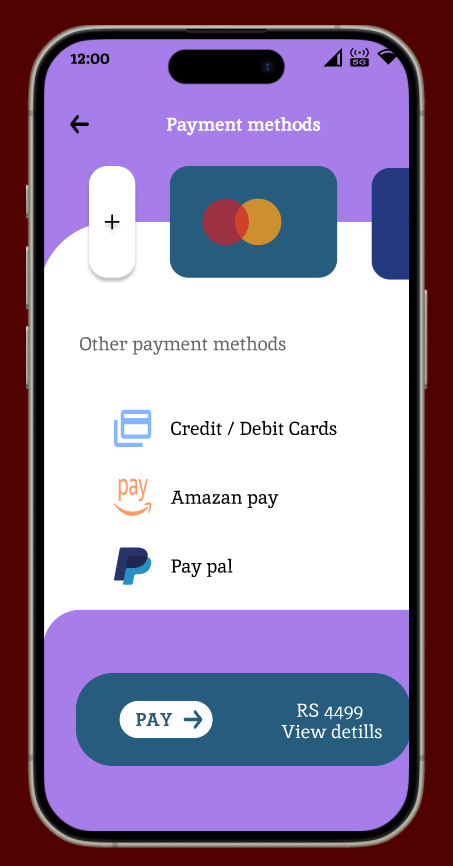 12:00
5G
Payment methods
+
Other payment methods
Credit / Debit Cards
pay
Amazan pay
Pay pal
PAY
RS 4499
View detills